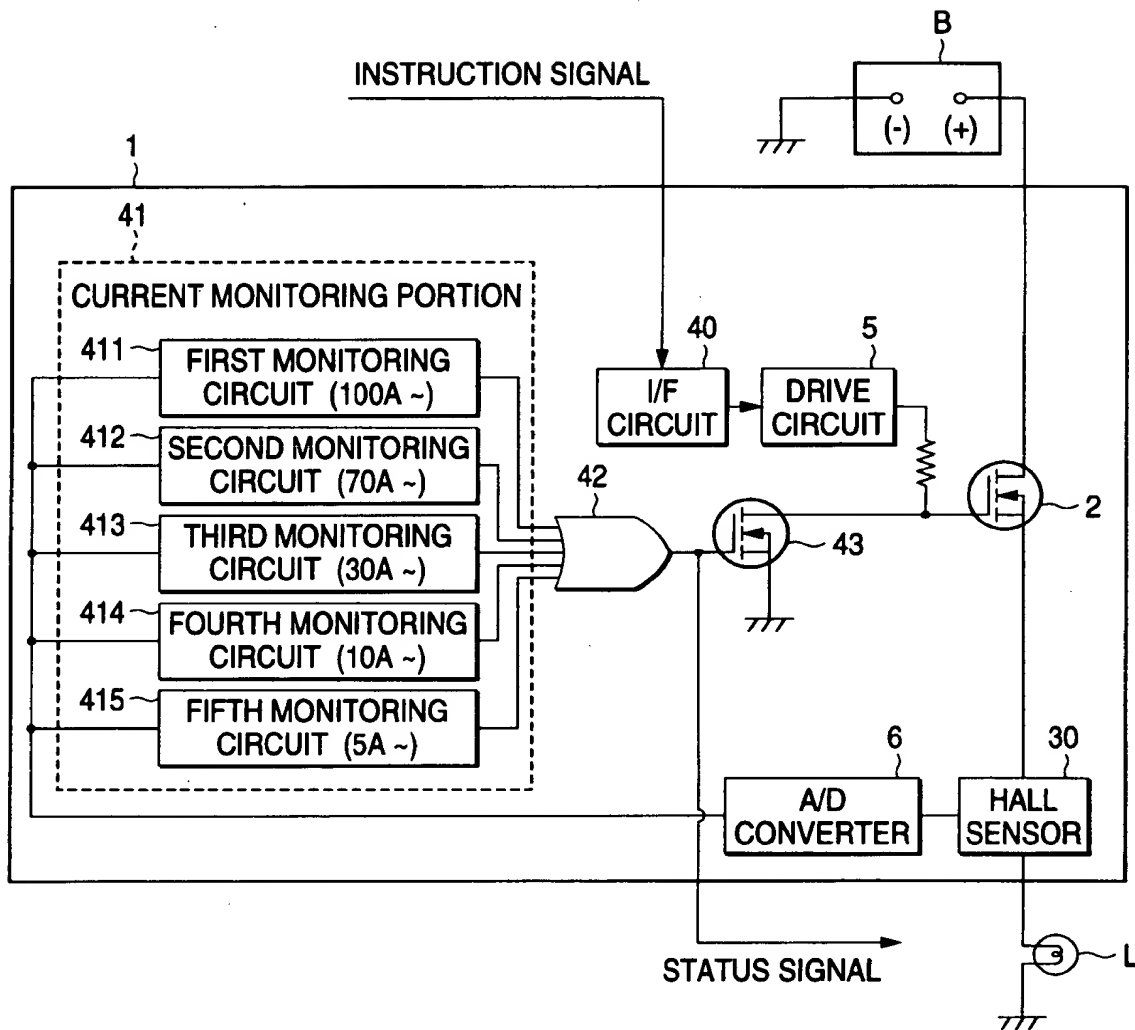 B
INSTRUCTION SIGNAL
(-) (+)
1
41
CURRENT MONITORING PORTION
411
FIRST MONITORING
CIRCUIT (100A ~)
412
SECOND MONITORING
CIRCUIT (70A ~)
413
THIRD MONITORING
CIRCUIT (30A ~)
414
FOURTH MONITORING
CIRCUIT (10A ~)
415
FIFTH MONITORING
CIRCUIT (5A ~)
40
I/F
CIRCUIT
5
DRIVE
CIRCUIT
42
43
2
6
A/D
CONVERTER
30
HALL
SENSOR
STATUS SIGNAL
L